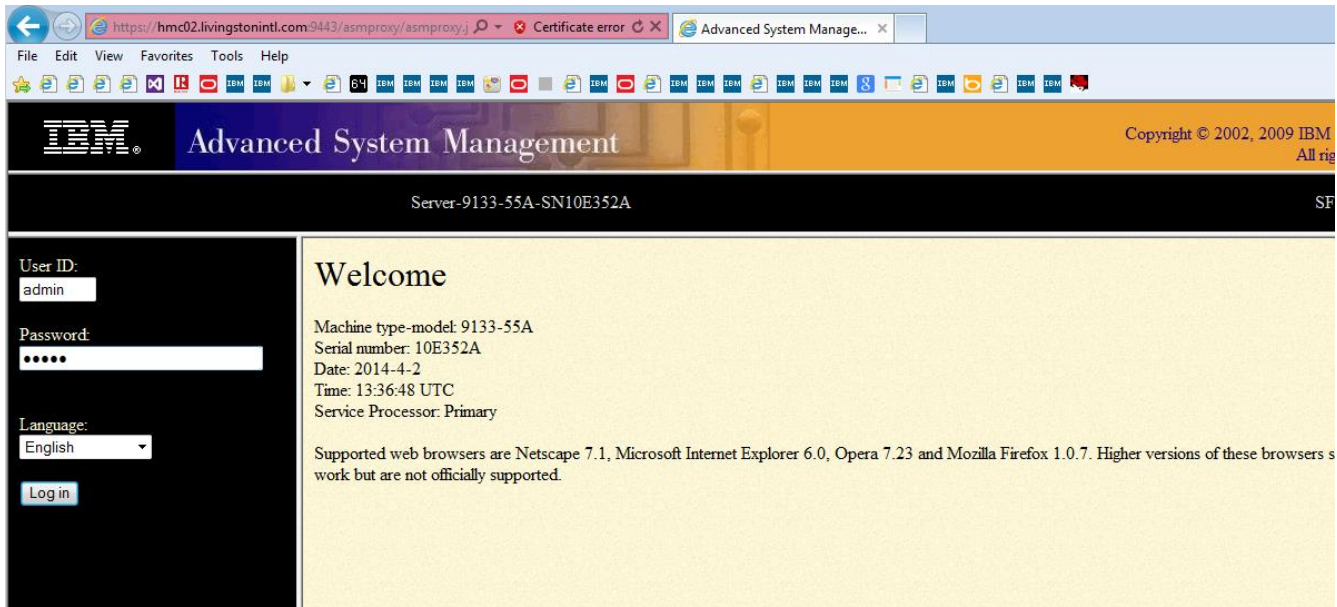 https://hmc02.livingstonintl.com:9443/asmproxy/asmproxy.j Certificate error Advanced System Manage...
File Edit View Favorites Tools Help
IBM Advanced System Management Copyright © 2002, 2009 IBM
All rig
Server-9133-55A-SN10E352A SF
User ID:
admin
Password:
•••••
Language:
English
Log in
Welcome
Machine type-model: 9133-55A
Serial number: 10E352A
Date: 2014-4-2
Time: 13:36:48 UTC
Service Processor: Primary
Supported web browsers are Netscape 7.1, Microsoft Internet Explorer 6.0, Opera 7.23 and Mozilla Firefox 1.0.7. Higher versions of these browsers s
work but are not officially supported.